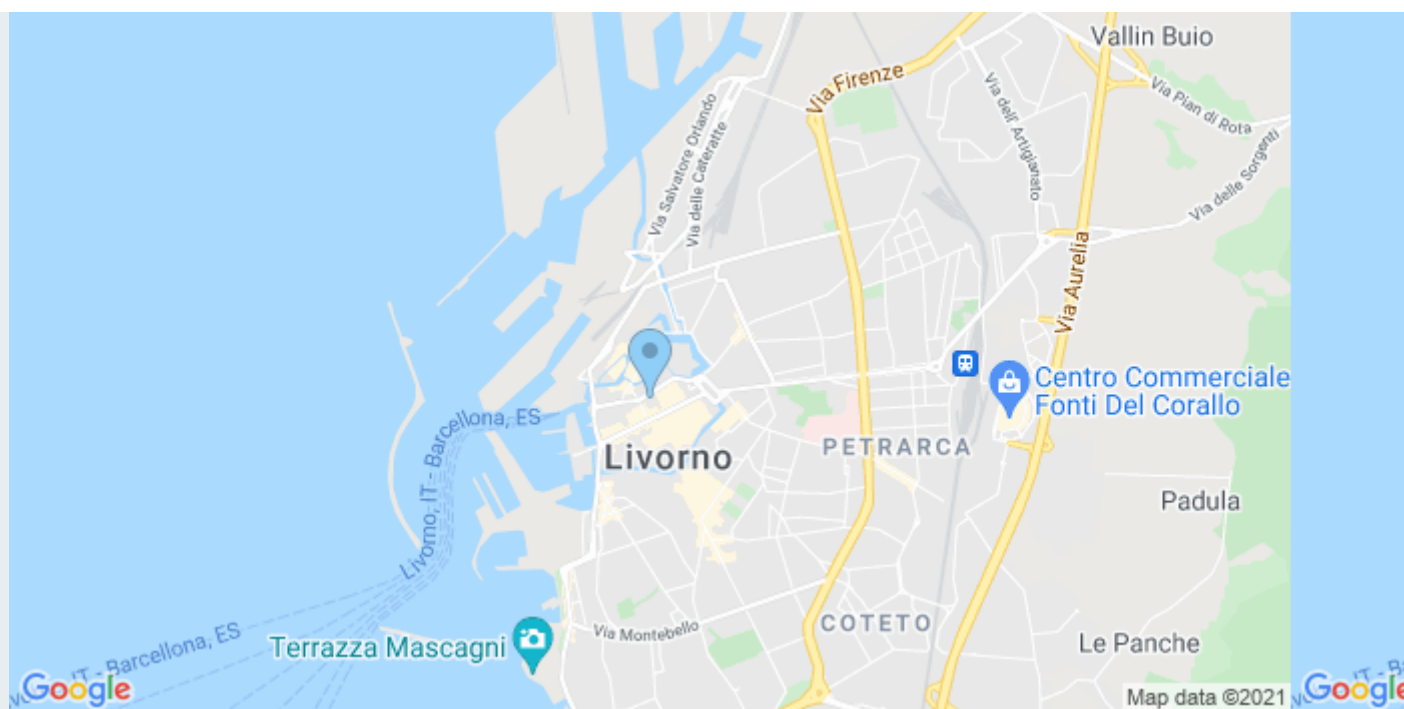 Vallin Buio
Via Firenze
Via Pian di Rota
Via dell' Artigianato
Via delle Sorgenti
Via Salvatore Orlando
Via delle Cateratte
Via Aurelia
Centro Commerciale
Fonti Del Corallo
Livorno, IT - Barcellona, ES
Livorno
PETRARCA
Padula
Via Montebello
COTETO
Terrazza Mascagni
Le Panche
IT - Barcellona, ES
Google
Map data ©2021
Google